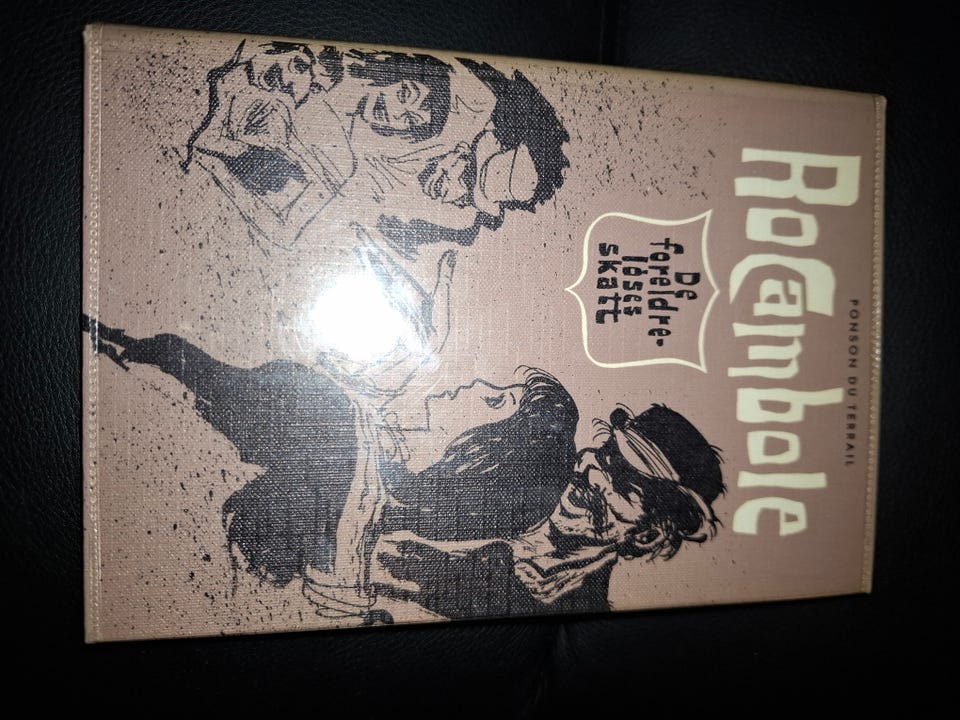 PONSON DU TERRAIL
Rocambole
De
foreldre-
løses
skatt